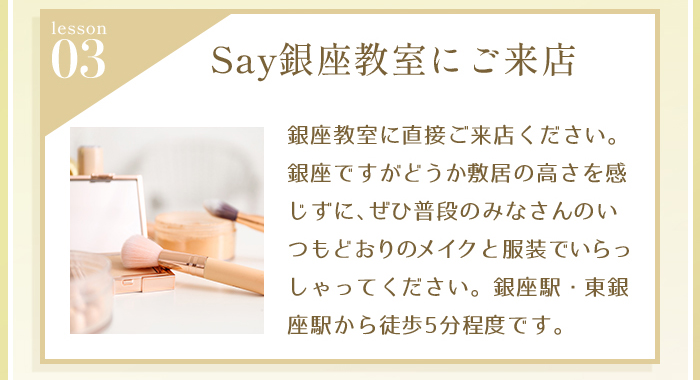 lesson
03
Say銀座教室にご来店
銀座教室に直接ご来店ください。
銀座ですがどうか敷居の高さを感
じずに、ぜひ普段のみなさんのい
つもどおりのメイクと服装でいらっ
しゃってください。銀座駅・東銀
座駅から徒歩5分程度です。